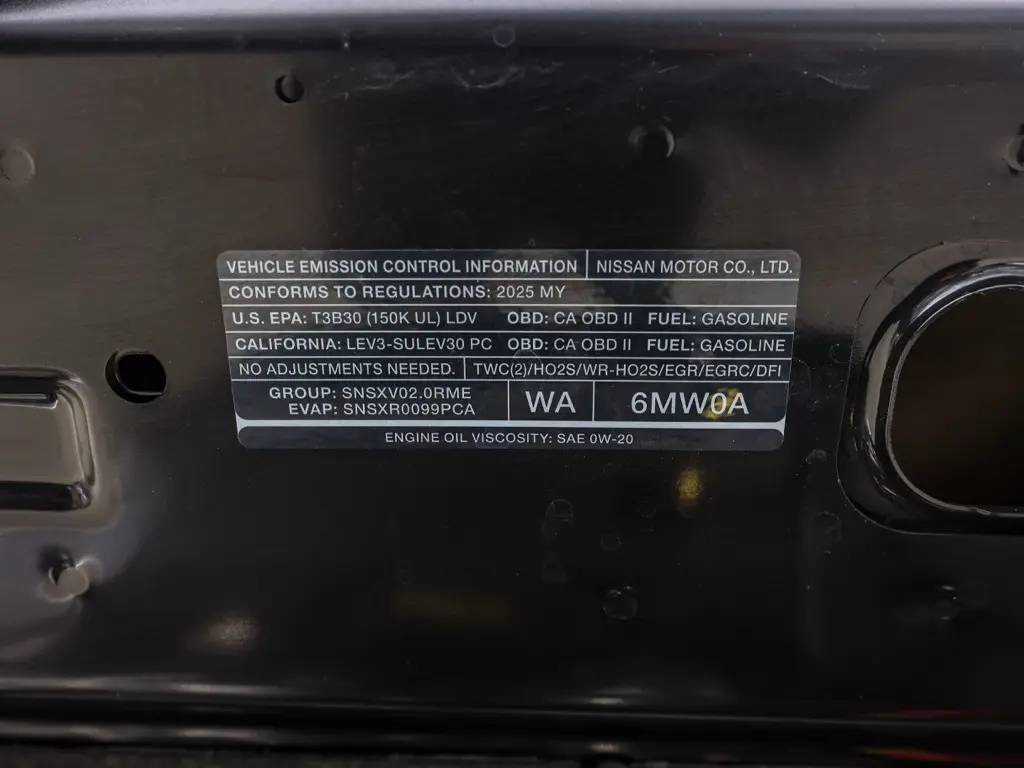 VEHICLE EMISSION CONTROL INFORMATION NISSAN MOTOR CO., LTD.
CONFORMS TO REGULATIONS: 2025 MY
U.S. EPA: T3B30 (150K UL) LDV OBD: CA OBD II FUEL: GASOLINE
CALIFORNIA: LEV3-SULEV30 PC OBD: CA OBD II FUEL: GASOLINE
NO ADJUSTMENTS NEEDED. TWC(2)/HO2S/WR-HO2S/EGR/EGRC/DFI
GROUP: SNSXV02.0RME
EVAP: SNSXR0099PCA
WA
6MW0A
ENGINE OIL VISCOSITY: SAE 0W-20